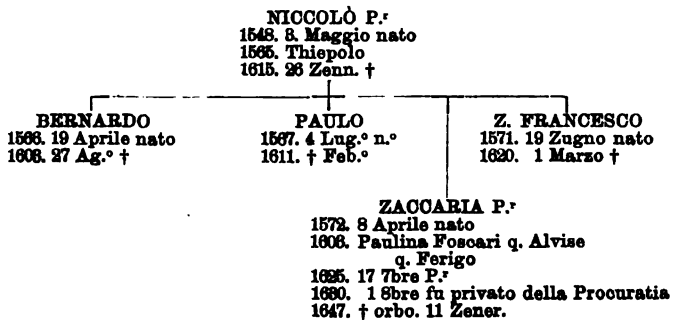 NICCOLÒ P.ʳ
1548. 3. Maggio nato
1565. Thiepolo
1615. 26 Zenn. †
BERNARDO
1566. 19 Aprile nato
1603. 27 Ag.º †
PAULO
1567. 4 Lug.º n.º
1611. † Feb.º
Z. FRANCESCO
1571. 19 Zugno nato
1620. 1 Marzo †
ZACCARIA P.ʳ
1572. 8 Aprile nato
1606. Paulina Foscari q. Alvise
q. Ferigo
1625. 17 7bre P.ʳ
1630. 1 8bre fu privato della Procuratia
1647. † orbo. 11 Zener.